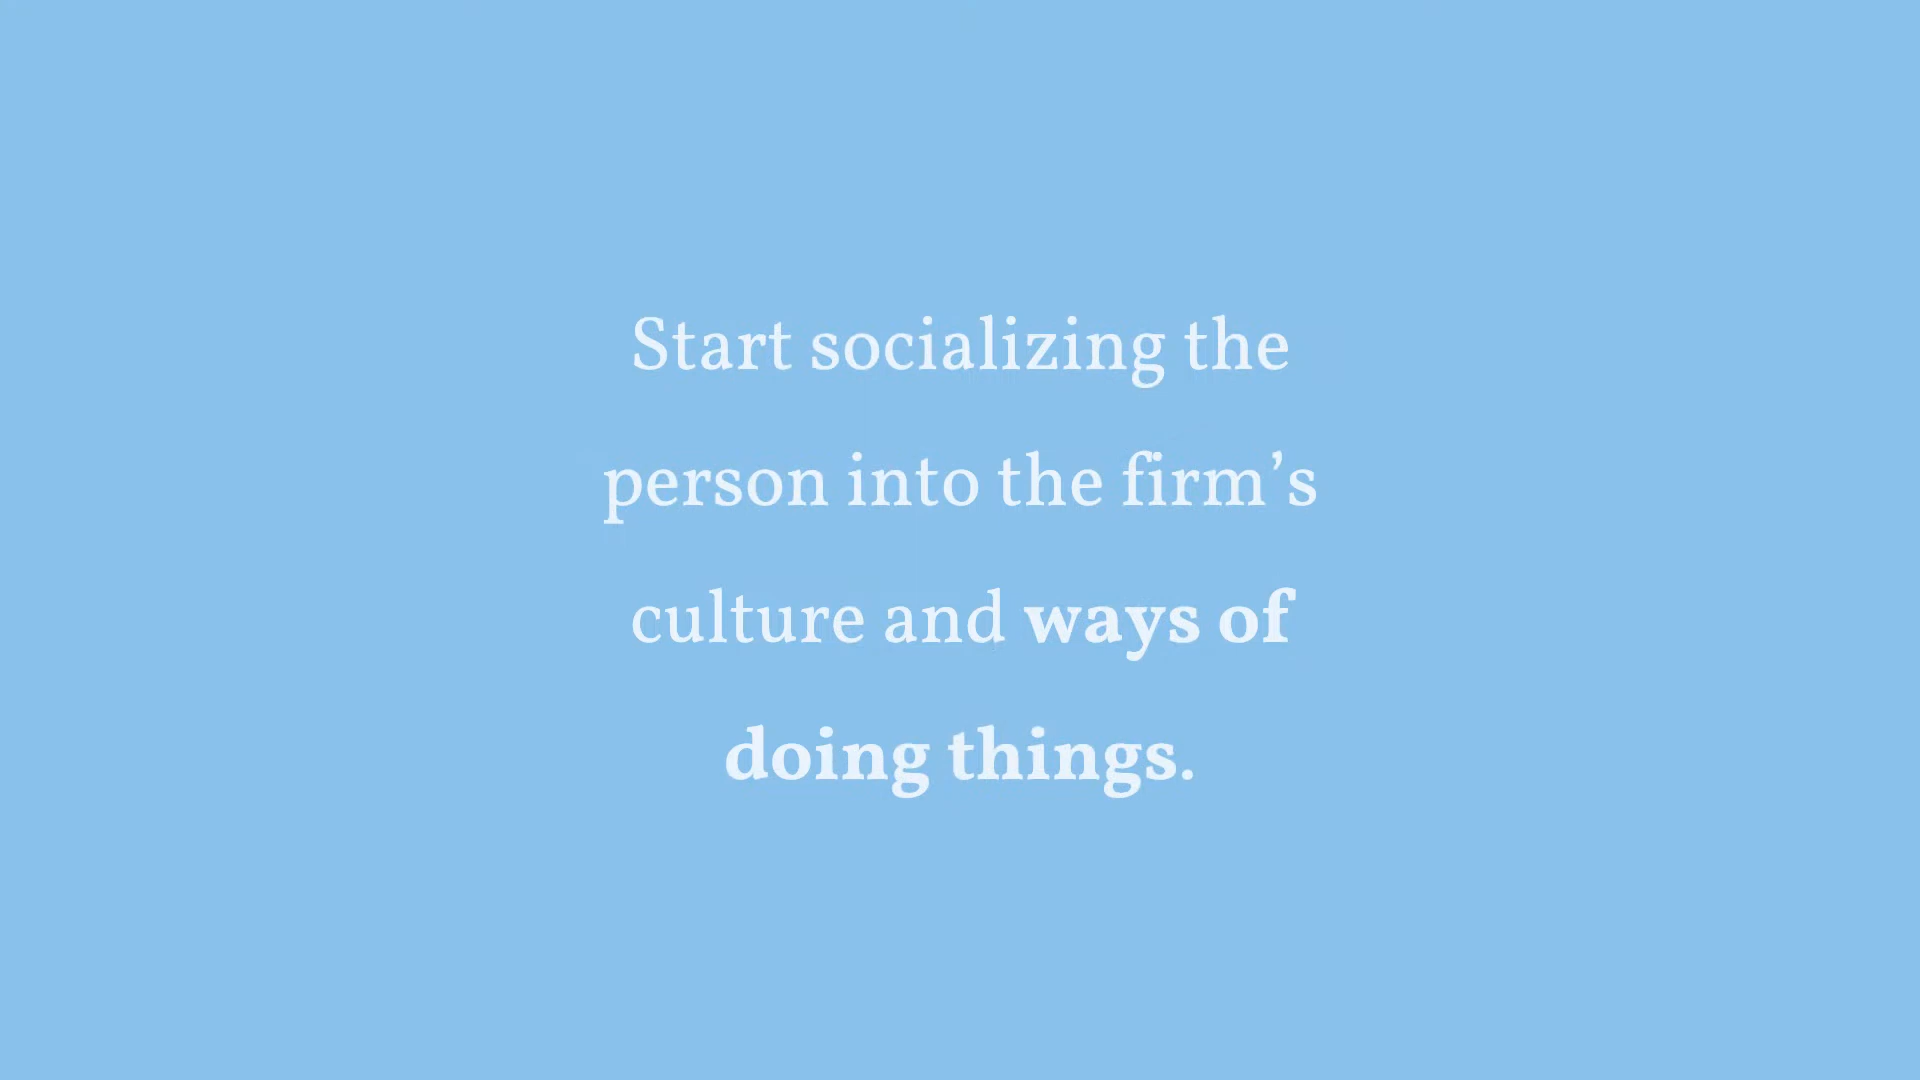 Start socializing the
person into the firm’s
culture and ways of
doing things.